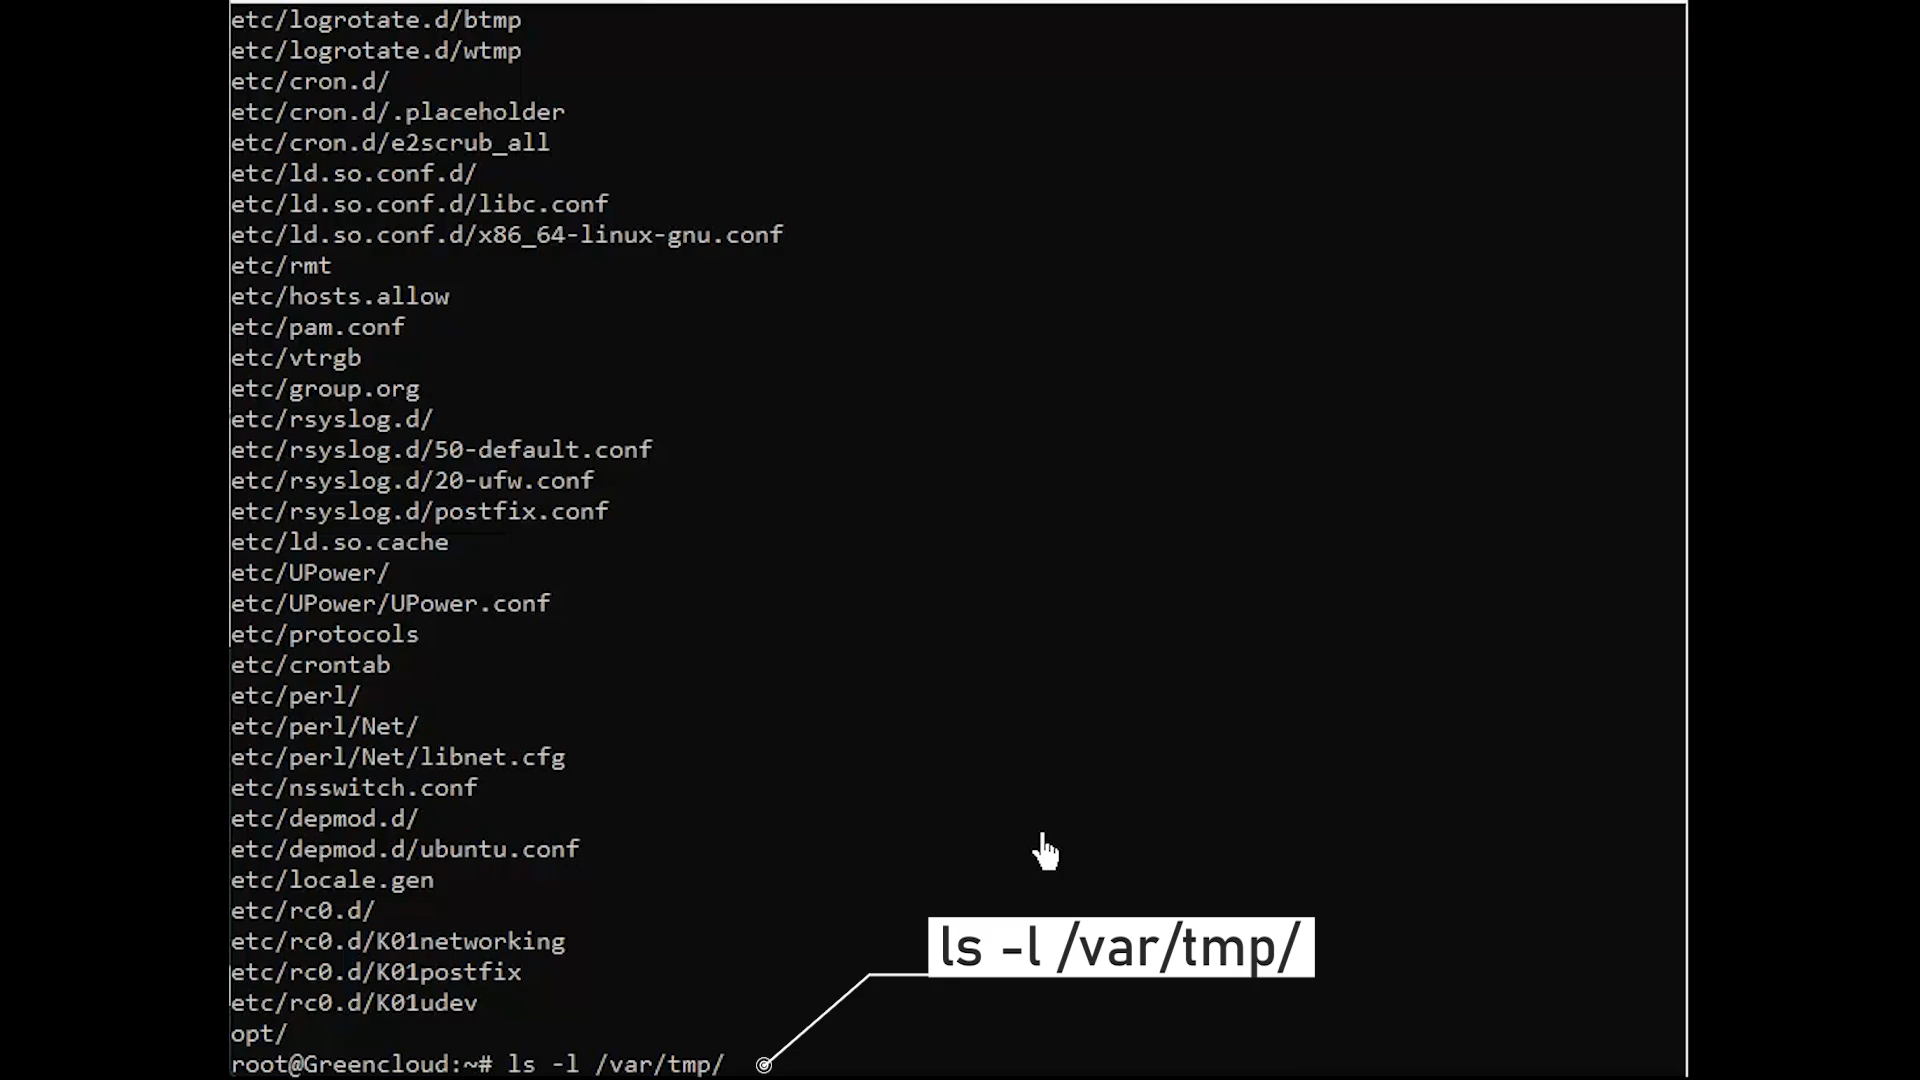 etc/logrotate.d/btmp
etc/logrotate.d/wtmp
etc/cron.d/
etc/cron.d/.placeholder
etc/cron.d/e2scrub_all
etc/ld.so.conf.d/
etc/ld.so.conf.d/libc.conf
etc/ld.so.conf.d/x86_64-linux-gnu.conf
etc/rmt
etc/hosts.allow
etc/pam.conf
etc/vtrgb
etc/group.org
etc/rsyslog.d/
etc/rsyslog.d/50-default.conf
etc/rsyslog.d/20-ufw.conf
etc/rsyslog.d/postfix.conf
etc/ld.so.cache
etc/UPower/
etc/UPower/UPower.conf
etc/protocols
etc/crontab
etc/perl/
etc/perl/Net/
etc/perl/Net/libnet.cfg
etc/nsswitch.conf
etc/depmod.d/
etc/depmod.d/ubuntu.conf
etc/locale.gen
etc/rc0.d/
etc/rc0.d/K01networking
etc/rc0.d/K01postfix
etc/rc0.d/K01udev
opt/
root@Greencloud:~# ls -l /var/tmp/
ls -l /var/tmp/